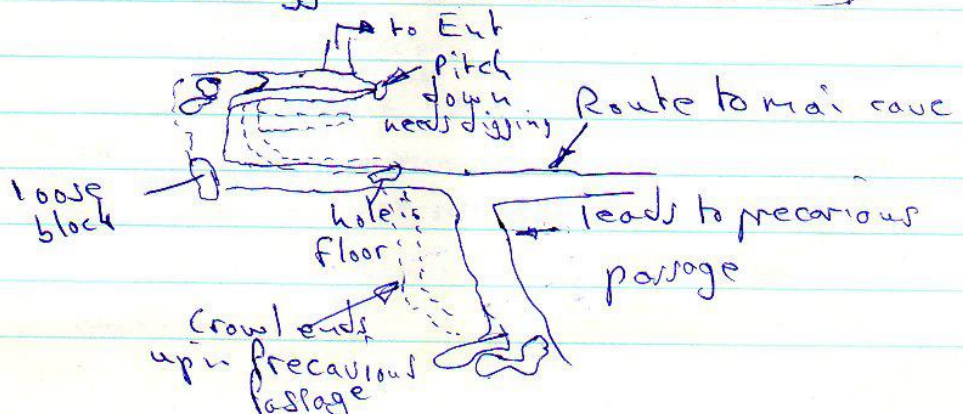 to Ent
Pitch
down
needs digging
Route to mai cave
loose
block
hole is
floor
leads to precarious
passage
Crawl ends
up in precarious
passage